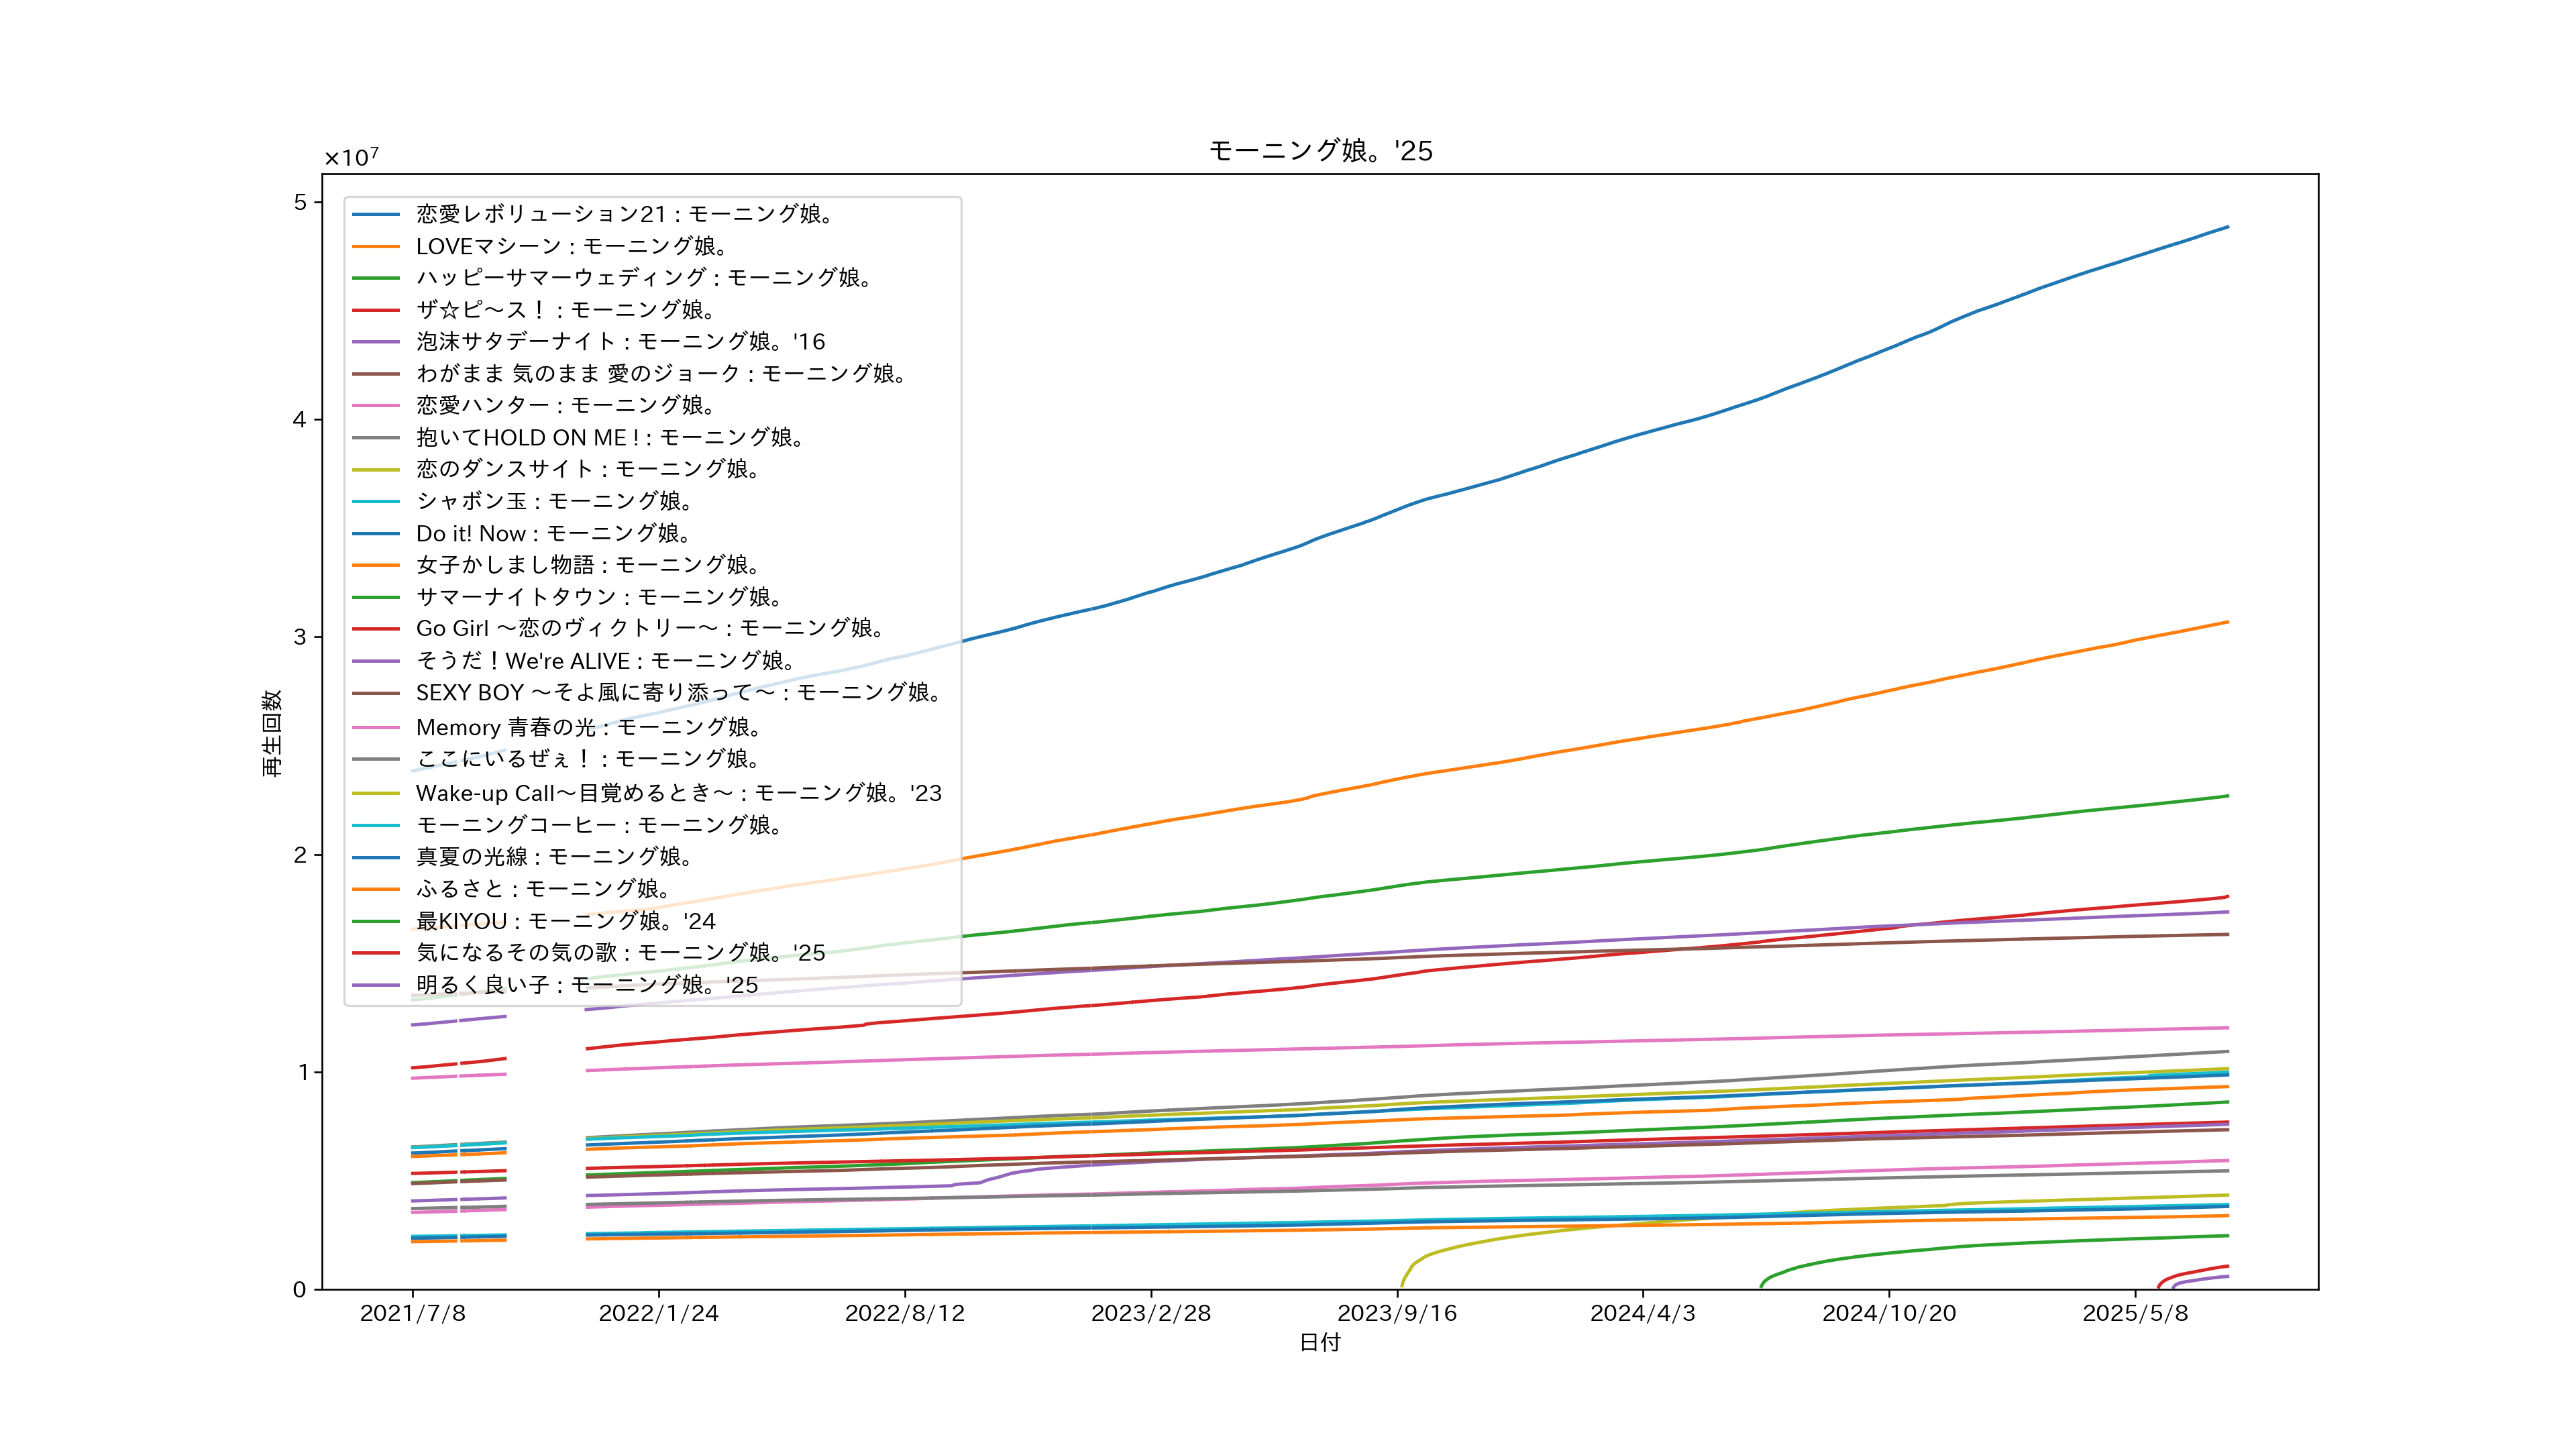 モーニング娘。'25
×10⁷
5
4
3
2
1
0
再生回数
恋愛レボリューション21 : モーニング娘。
LOVEマシーン : モーニング娘。
ハッピーサマーウェディング : モーニング娘。
ザ☆ピ〜ス！ : モーニング娘。
泡沫サタデーナイト : モーニング娘。'16
わがまま 気のまま 愛のジョーク : モーニング娘。
恋愛ハンター : モーニング娘。
抱いてHOLD ON ME ! : モーニング娘。
恋のダンスサイト : モーニング娘。
シャボン玉 : モーニング娘。
Do it! Now : モーニング娘。
女子かしまし物語 : モーニング娘。
サマーナイトタウン : モーニング娘。
Go Girl 〜恋のヴィクトリー〜 : モーニング娘。
そうだ！We're ALIVE : モーニング娘。
SEXY BOY 〜そよ風に寄り添って〜 : モーニング娘。
Memory 青春の光 : モーニング娘。
ここにいるぜぇ！ : モーニング娘。
Wake-up Call〜目覚めるとき〜 : モーニング娘。'23
モーニングコーヒー : モーニング娘。
真夏の光線 : モーニング娘。
ふるさと : モーニング娘。
最KIYOU : モーニング娘。'24
気になるその気の歌 : モーニング娘。'25
明るく良い子 : モーニング娘。'25
2021/7/8 2022/1/24 2022/8/12 2023/2/28 2023/9/16 2024/4/3 2024/10/20 2025/5/8
日付